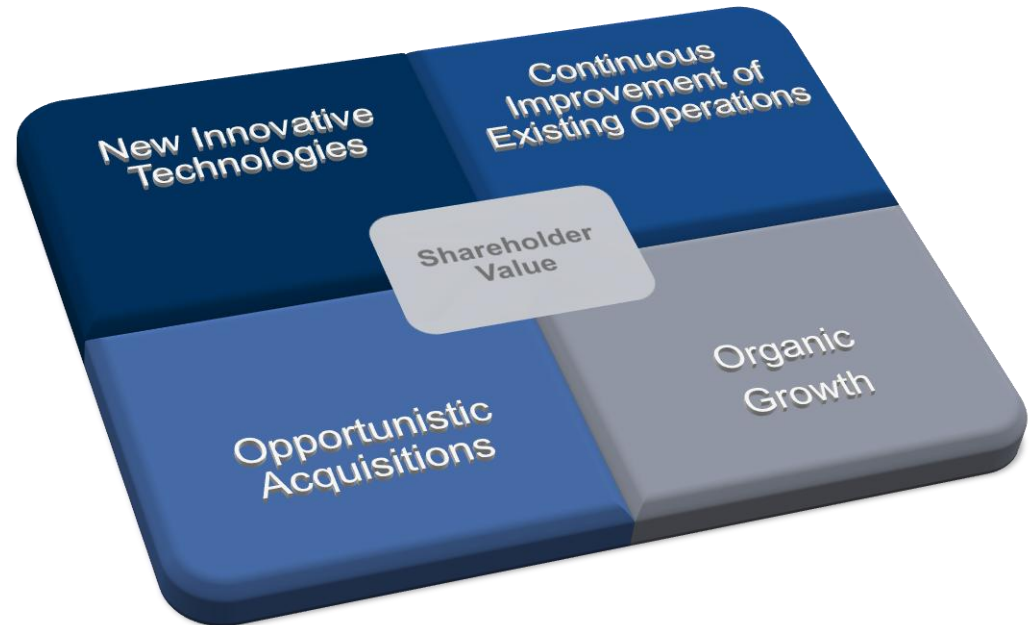 New Innovative
Technologies
Continuous
Improvement of
Existing Operations
Shareholder
Value
Opportunistic
Acquisitions
Organic
Growth